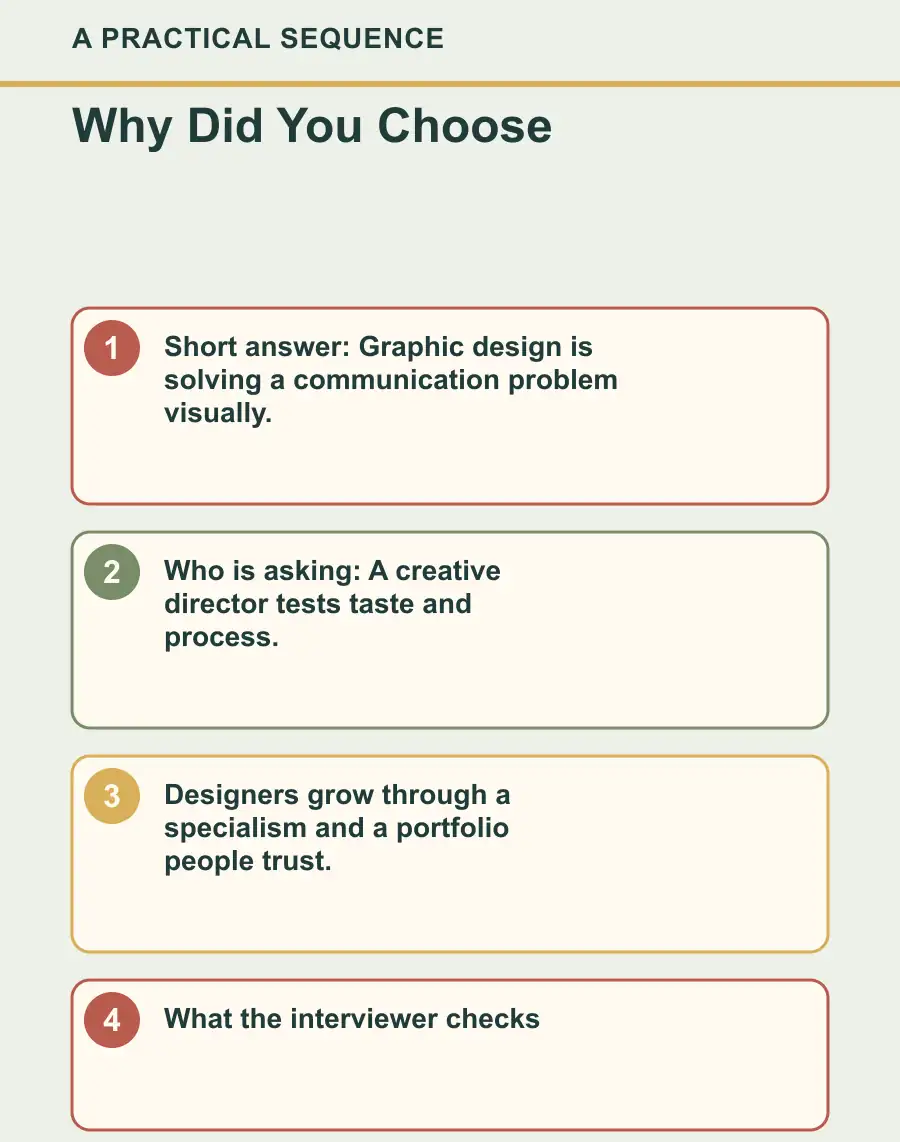 A PRACTICAL SEQUENCE
Why Did You Choose
1
Short answer: Graphic design is
solving a communication problem
visually.
2
Who is asking: A creative
director tests taste and
process.
3
Designers grow through a
specialism and a portfolio
people trust.
4
What the interviewer checks